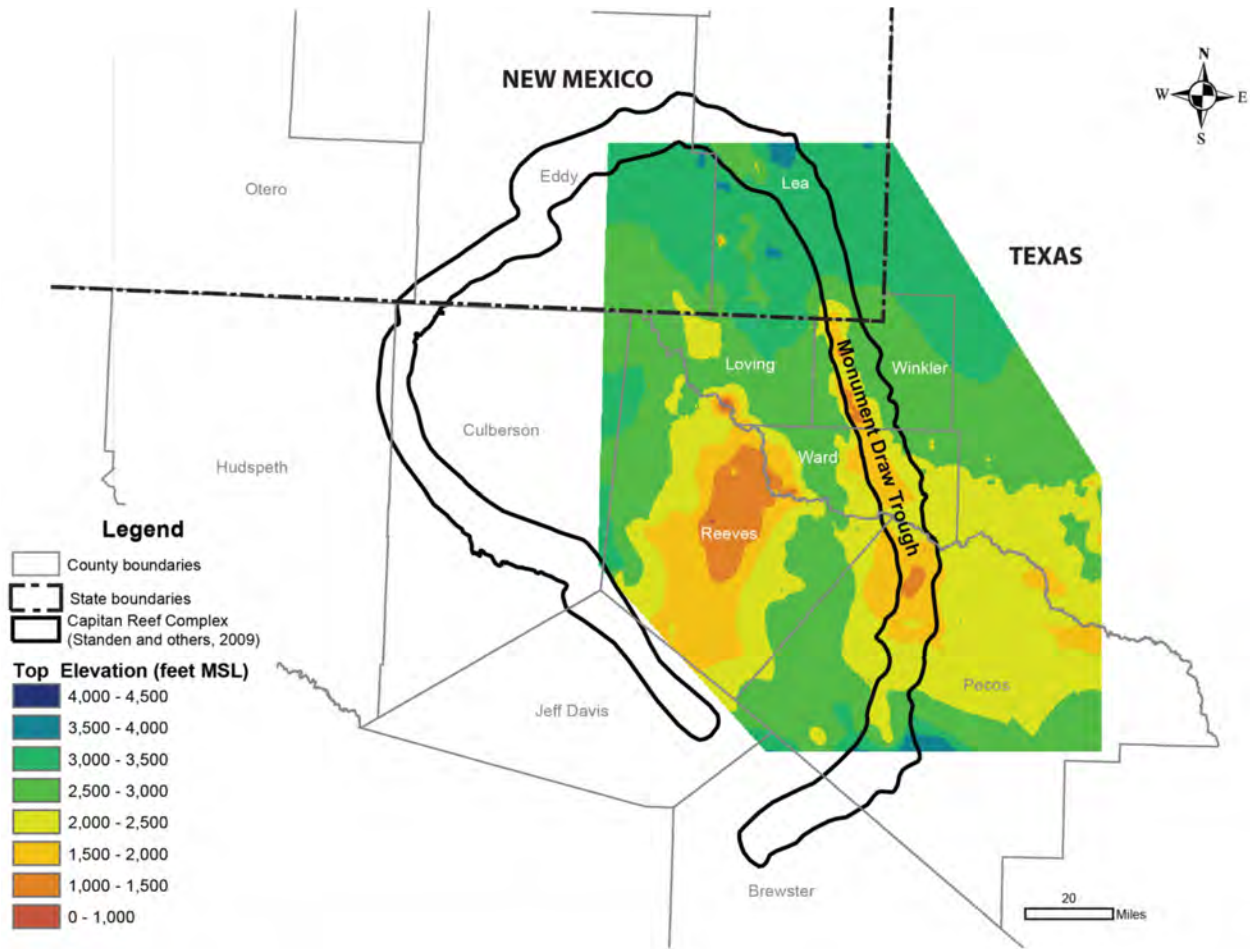 NEW MEXICO
N
W E
S
Otero
Eddy
Lea
TEXAS
Loving
Winkler
Monument Draw Trough
Culberson
Hudspeth
Ward
Reeves
Pecos
Jeff Davis
Brewster
Legend
County boundaries
State boundaries
Capitan Reef Complex
(Standen and others, 2009)
Top Elevation (feet MSL)
4,000 - 4,500
3,500 - 4,000
3,000 - 3,500
2,500 - 3,000
2,000 - 2,500
1,500 - 2,000
1,000 - 1,500
0 - 1,000
20
Miles